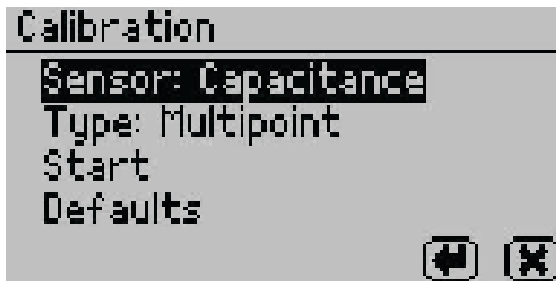 Calibration
Sensor: Capacitance
Type: Multipoint
Start
Defaults